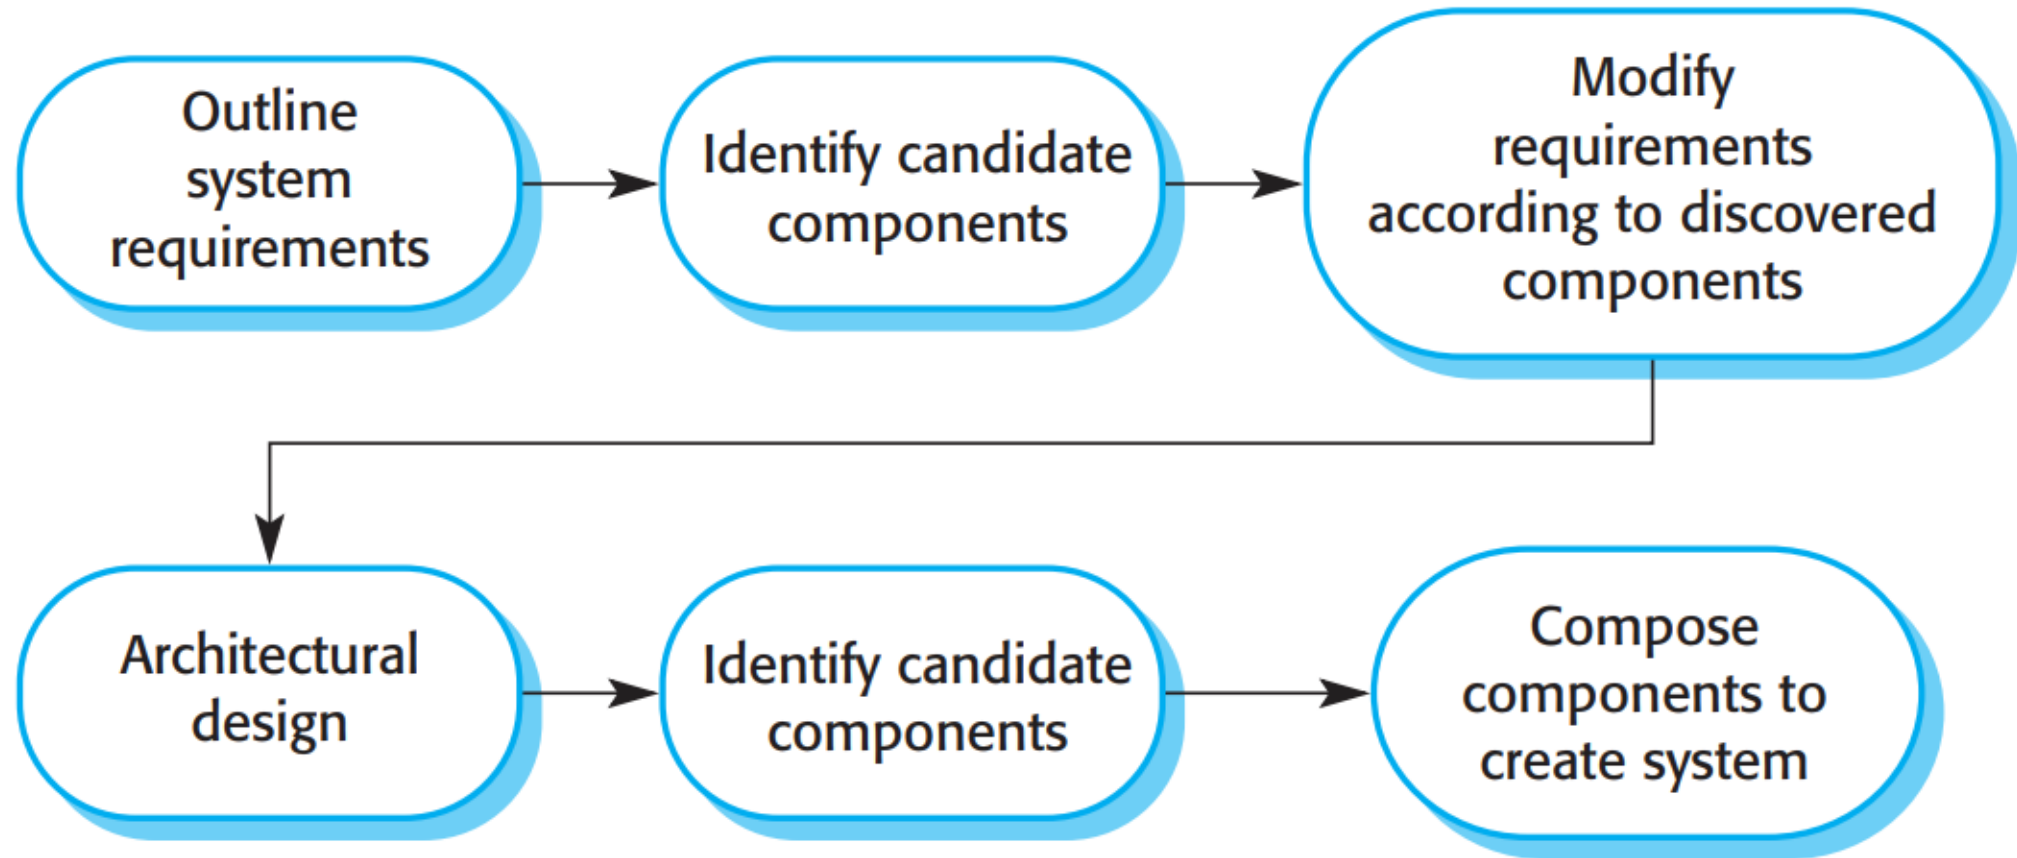 Outline
system
requirements
Identify candidate
components
Modify
requirements
according to discovered
components
Architectural
design
Identify candidate
components
Compose
components to
create system